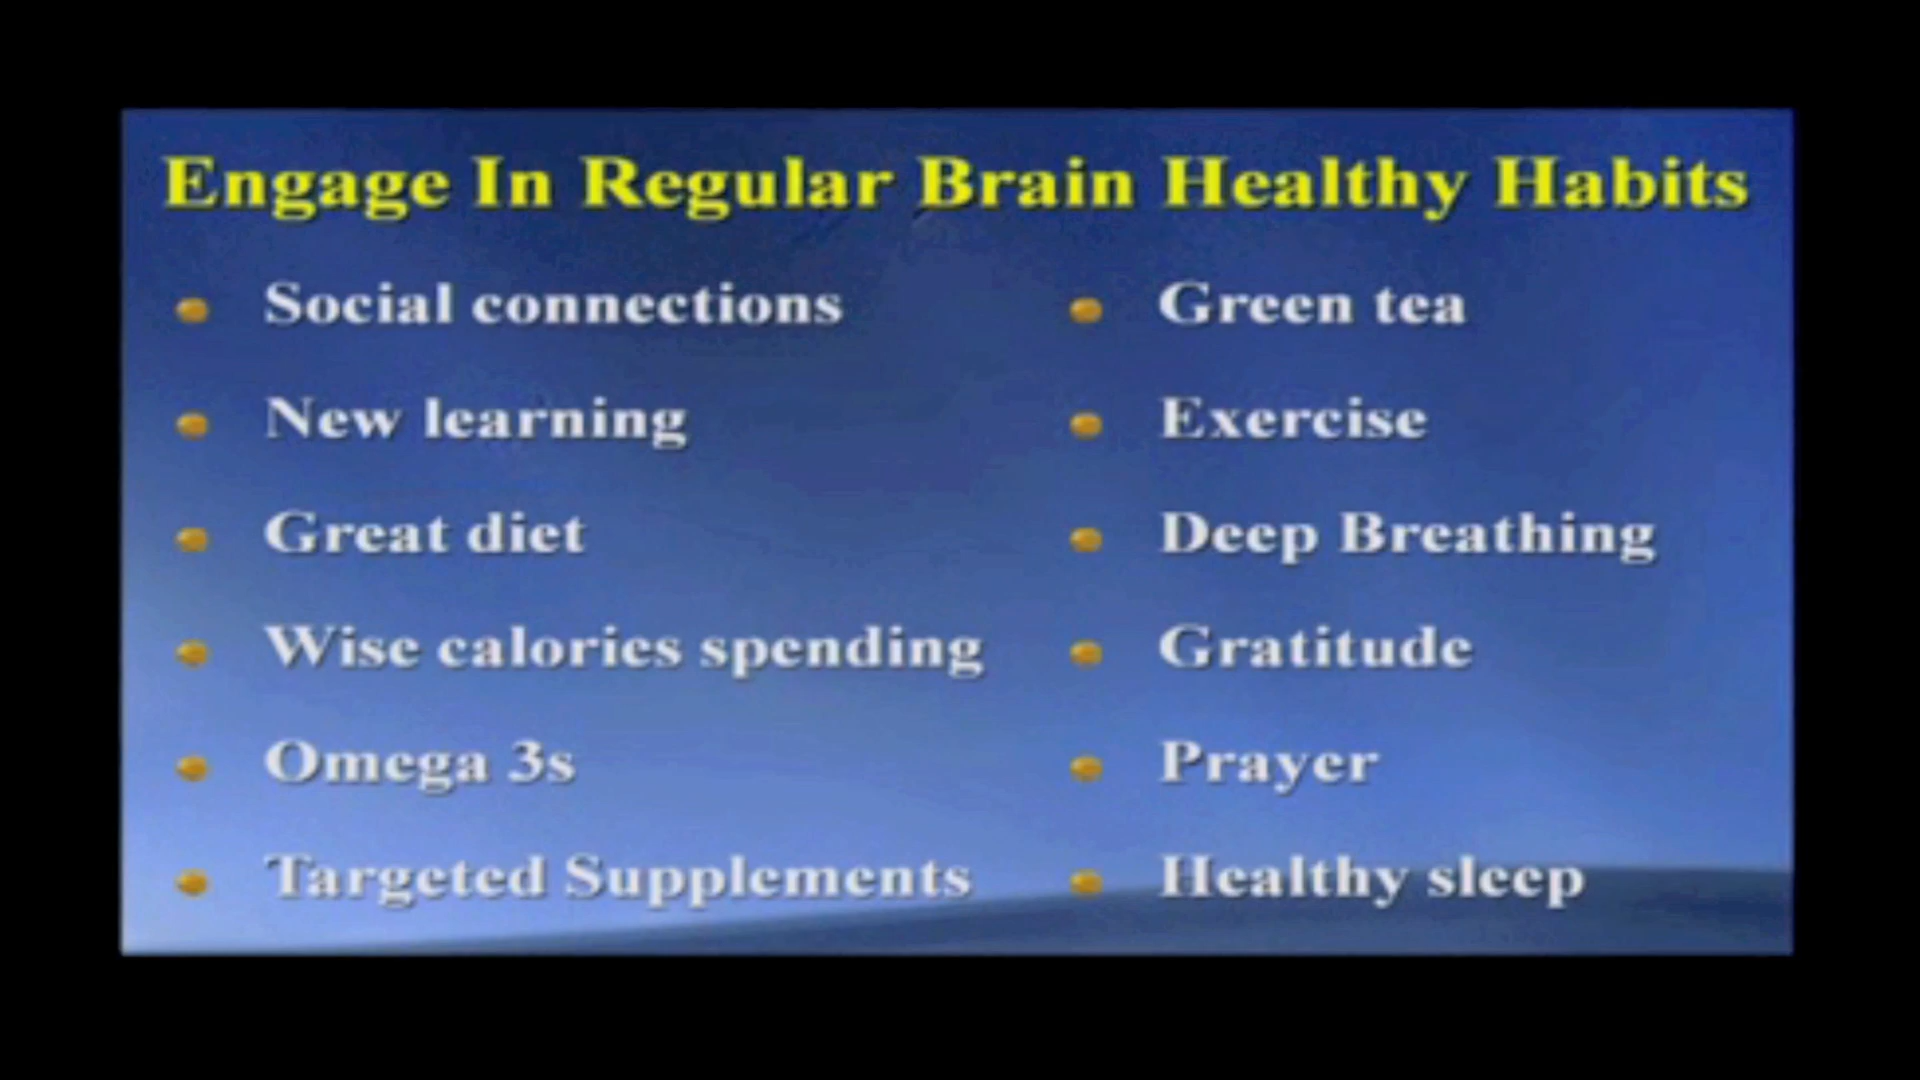 Engage In Regular Brain Healthy Habits
Social connections
New learning
Great diet
Wise calories spending
Omega 3s
Targeted Supplements
Green tea
Exercise
Deep Breathing
Gratitude
Prayer
Healthy sleep